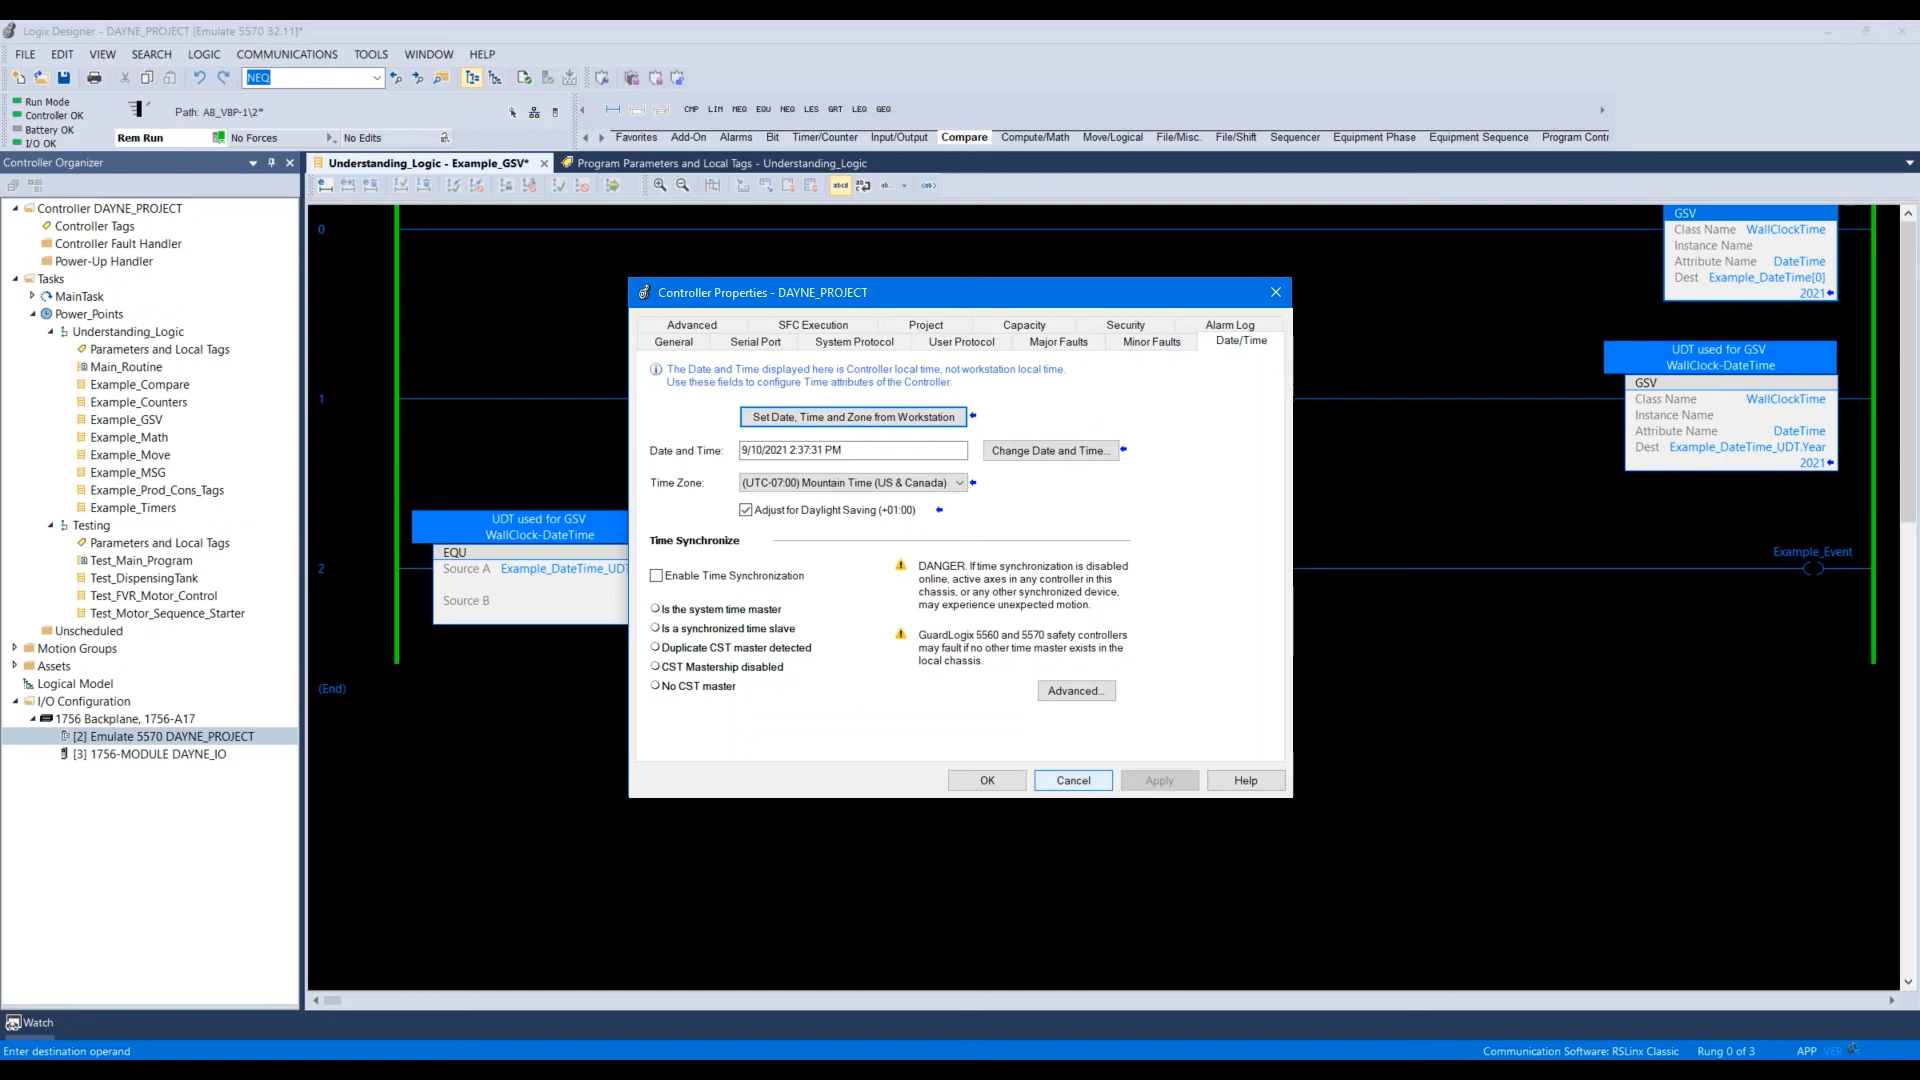 Logix Designer - DAYNE_PROJECT [Emulate 5570 32.11]*
FILE EDIT VIEW SEARCH LOGIC COMMUNICATIONS TOOLS WINDOW HELP
NEQ
Run Mode
Controller OK
Battery OK
I/O OK
Path: AB_VBP-1\2*
Rem Run No Forces No Edits
CMP LIM MEQ EQU NEQ LES GRT LEQ GEQ
Favorites Add-On Alarms Bit Timer/Counter Input/Output Compare Compute/Math Move/Logical File/Misc. File/Shift Sequencer Equipment Phase Equipment Sequence Program Contr
Controller Organizer
Understanding_Logic - Example_GSV*
Program Parameters and Local Tags - Understanding_Logic
Controller DAYNE_PROJECT
Controller Tags
Controller Fault Handler
Power-Up Handler
Tasks
MainTask
Power_Points
Understanding_Logic
Parameters and Local Tags
Main_Routine
Example_Compare
Example_Counters
Example_GSV
Example_Math
Example_Move
Example_MSG
Example_Prod_Cons_Tags
Example_Timers
Testing
Parameters and Local Tags
Test_Main_Program
Test_DispensingTank
Test_FVR_Motor_Control
Test_Motor_Sequence_Starter
Unscheduled
Motion Groups
Assets
Logical Model
I/O Configuration
1756 Backplane, 1756-A17
[2] Emulate 5570 DAYNE_PROJECT
[3] 1756-MODULE DAYNE_IO
abcd
ab..
<ab>
0
GSV
Class Name WallClockTime
Instance Name
Attribute Name DateTime
Dest Example_DateTime[0]
2021
1
UDT used for GSV
WallClock-DateTime
GSV
Class Name WallClockTime
Instance Name
Attribute Name DateTime
Dest Example_DateTime_UDT.Year
2021
2
UDT used for GSV
WallClock-DateTime
EQU
Source A Example_DateTime_UDT
Source B
Example_Event
(End)
Controller Properties - DAYNE_PROJECT
Advanced SFC Execution Project Capacity Security Alarm Log
General Serial Port System Protocol User Protocol Major Faults Minor Faults Date/Time
The Date and Time displayed here is Controller local time, not workstation local time.
Use these fields to configure Time attributes of the Controller.
Set Date, Time and Zone from Workstation
Date and Time: 9/10/2021 2:37:31 PM Change Date and Time...
Time Zone: (UTC-07:00) Mountain Time (US & Canada)
Adjust for Daylight Saving (+01:00)
Time Synchronize
Enable Time Synchronization
Is the system time master
Is a synchronized time slave
Duplicate CST master detected
CST Mastership disabled
No CST master
DANGER. If time synchronization is disabled
online, active axes in any controller in this
chassis, or any other synchronized device,
may experience unexpected motion.
GuardLogix 5560 and 5570 safety controllers
may fault if no other time master exists in the
local chassis.
Advanced...
OK Cancel Apply Help
Watch
Enter destination operand
Communication Software: RSLinx Classic Rung 0 of 3 APP VER